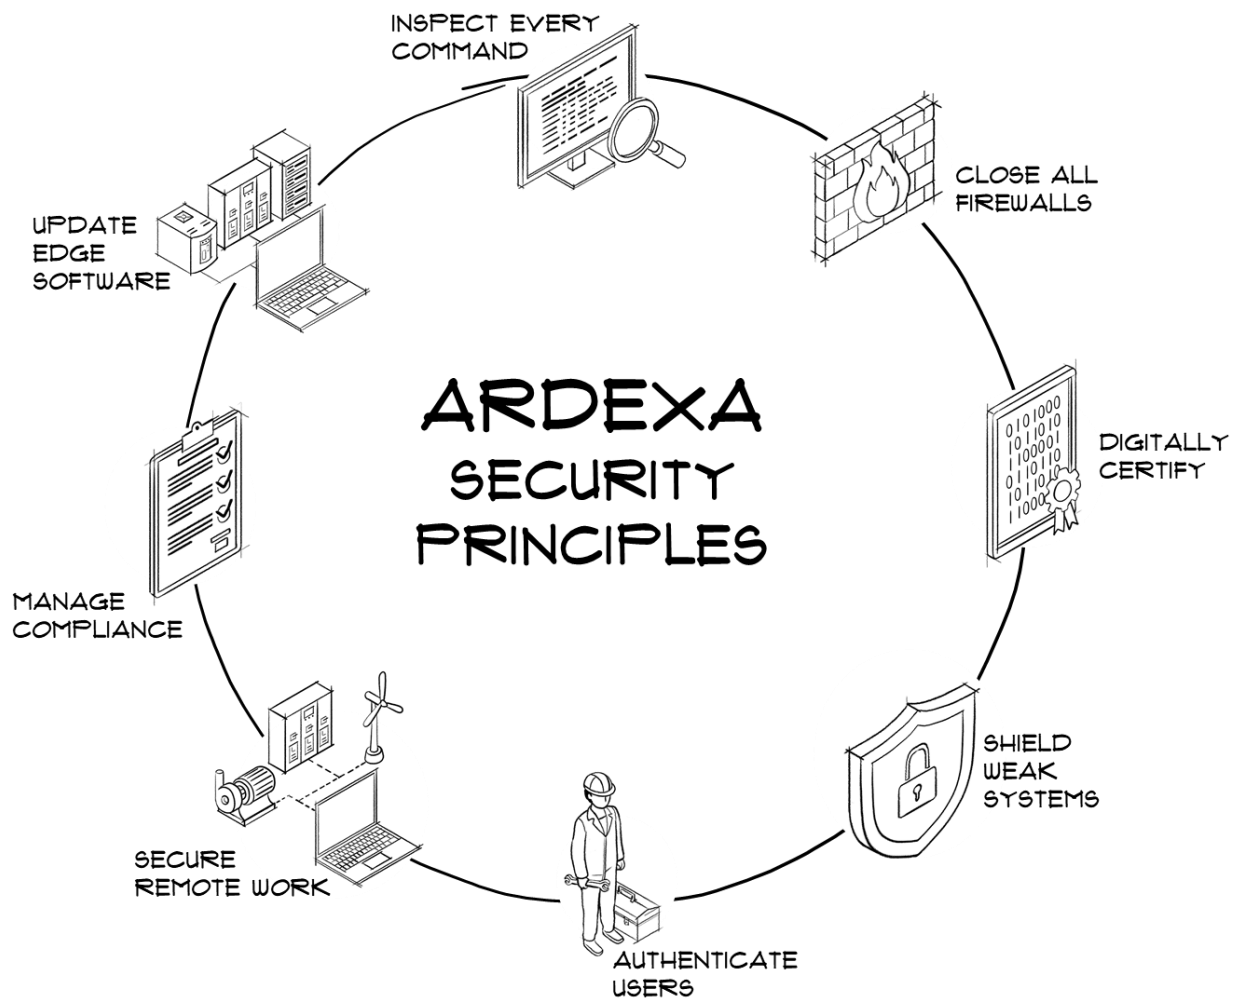 INSPECT EVERY
COMMAND
CLOSE ALL
FIREWALLS
DIGITALLY
CERTIFY
SHIELD
WEAK
SYSTEMS
AUTHENTICATE
USERS
SECURE
REMOTE WORK
MANAGE
COMPLIANCE
UPDATE
EDGE
SOFTWARE
ARDEXA
SECURITY
PRINCIPLES